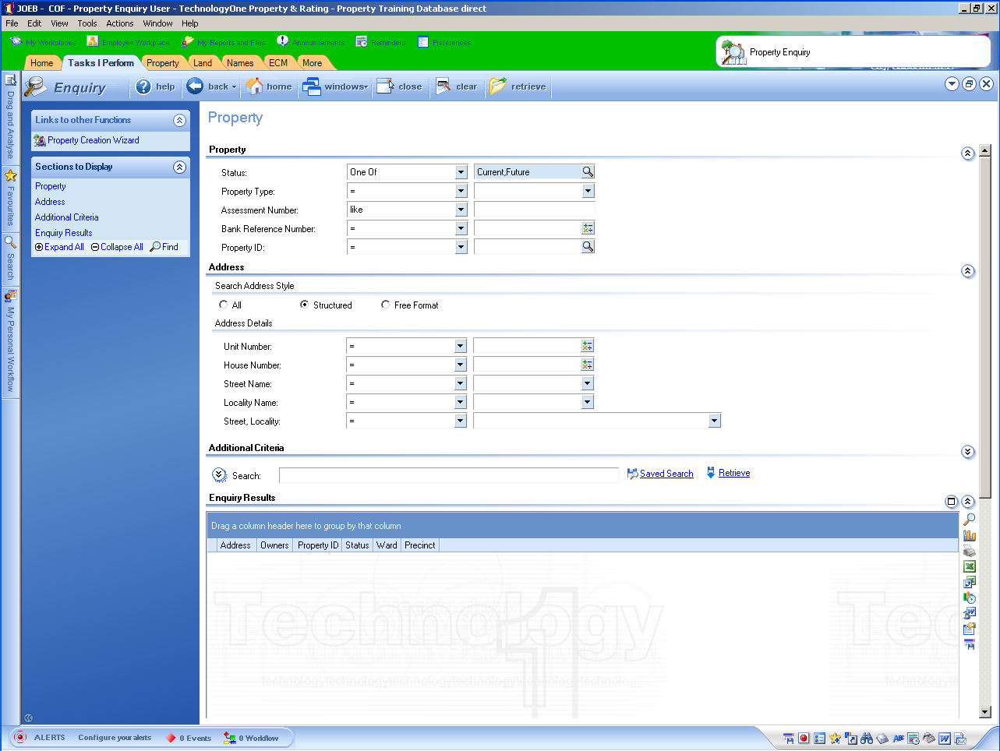 JOEB - COF - Property Enquiry User - TechnologyOne Property & Rating - Property Training Database direct
File Edit View Tools Actions Window Help
My Workplaces Employee Workplace My Reports and Files Announcements Reminders Preferences
Home Tasks I Perform Property Land Names ECM More
Property Enquiry
Enquiry help back home windows close clear retrieve
Drag and Analyse
Favourites
Search
My Personal Workflow
Links to other Functions
Property Creation Wizard
Sections to Display
Property
Address
Additional Criteria
Enquiry Results
Expand All Collapse All Find
Property
Property
Status: One Of Current,Future
Property Type: =
Assessment Number: like
Bank Reference Number: =
Property ID: =
Address
Search Address Style
All Structured Free Format
Address Details
Unit Number: =
House Number: =
Street Name: =
Locality Name: =
Street, Locality: =
Additional Criteria
Search: Saved Search Retrieve
Enquiry Results
Drag a column header here to group by that column
Address Owners Property ID Status Ward Precinct
Technology
technologytechnologytechnologytechnologytechnology
ALERTS Configure your alerts 0 Events 0 Workflow